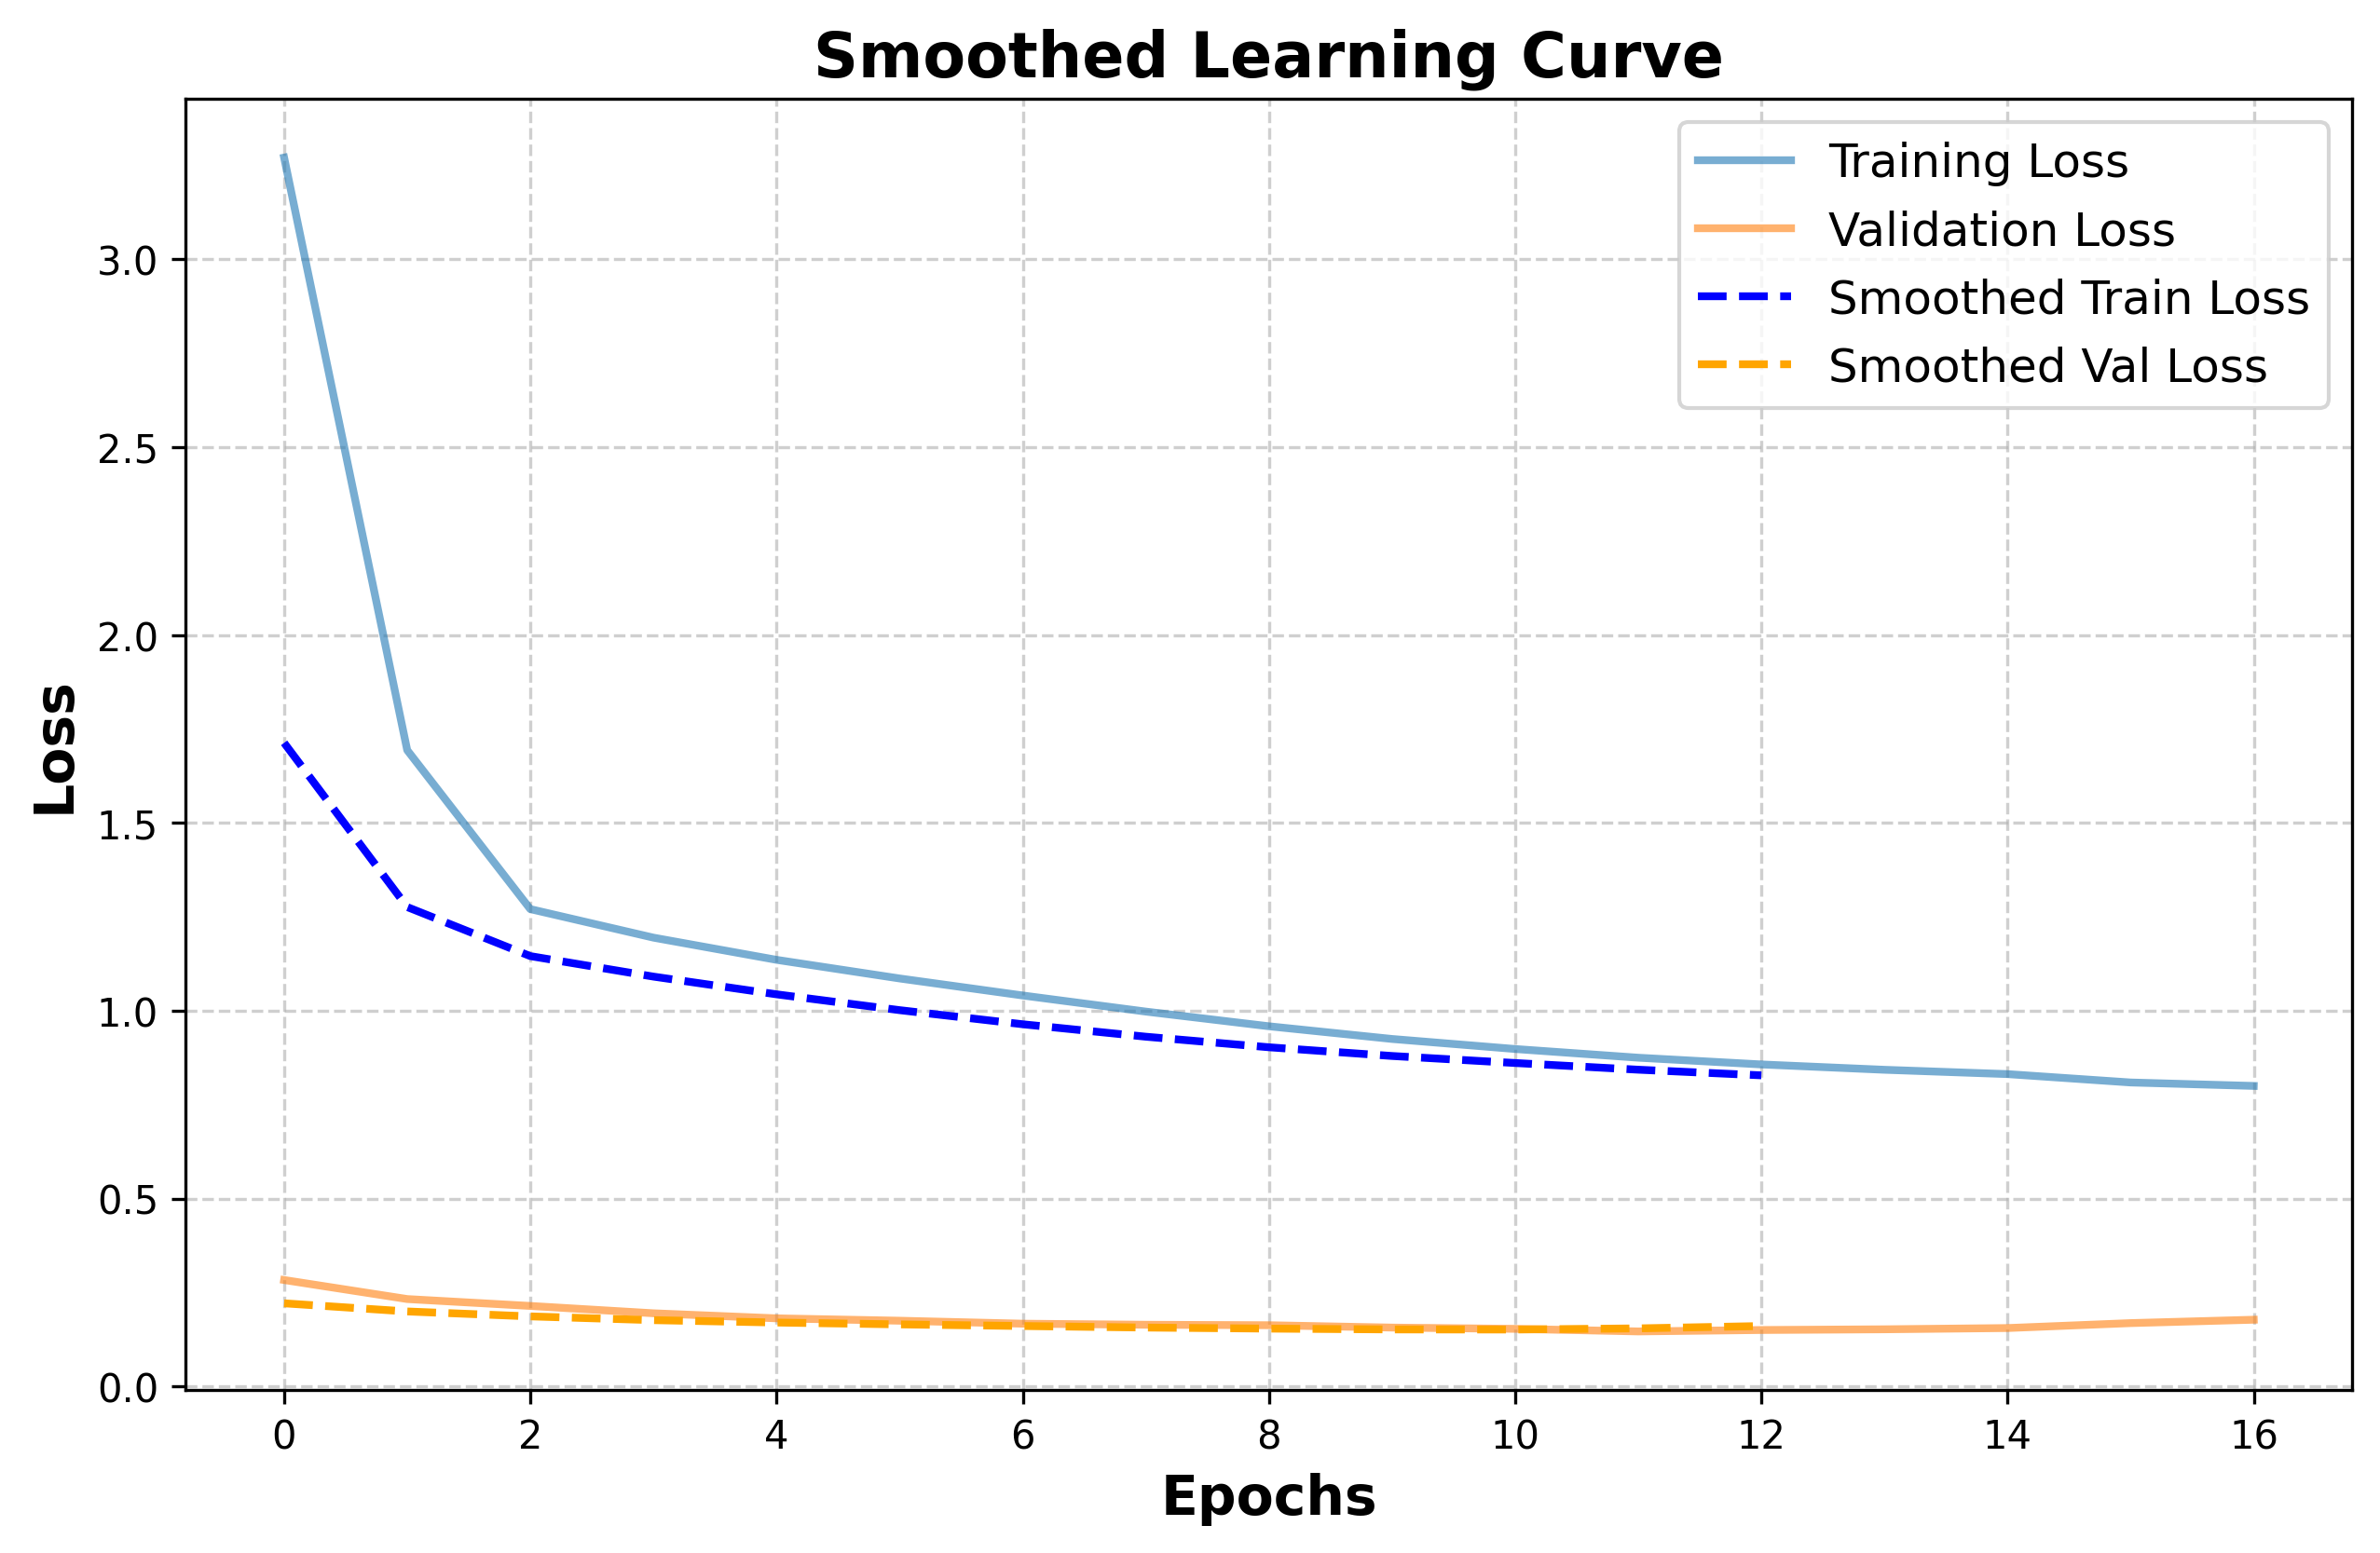 Smoothed Learning Curve
Training Loss
Validation Loss
Smoothed Train Loss
Smoothed Val Loss
Loss
3.0
2.5
2.0
1.5
1.0
0.5
0.0
0 2 4 6 8 10 12 14 16
Epochs